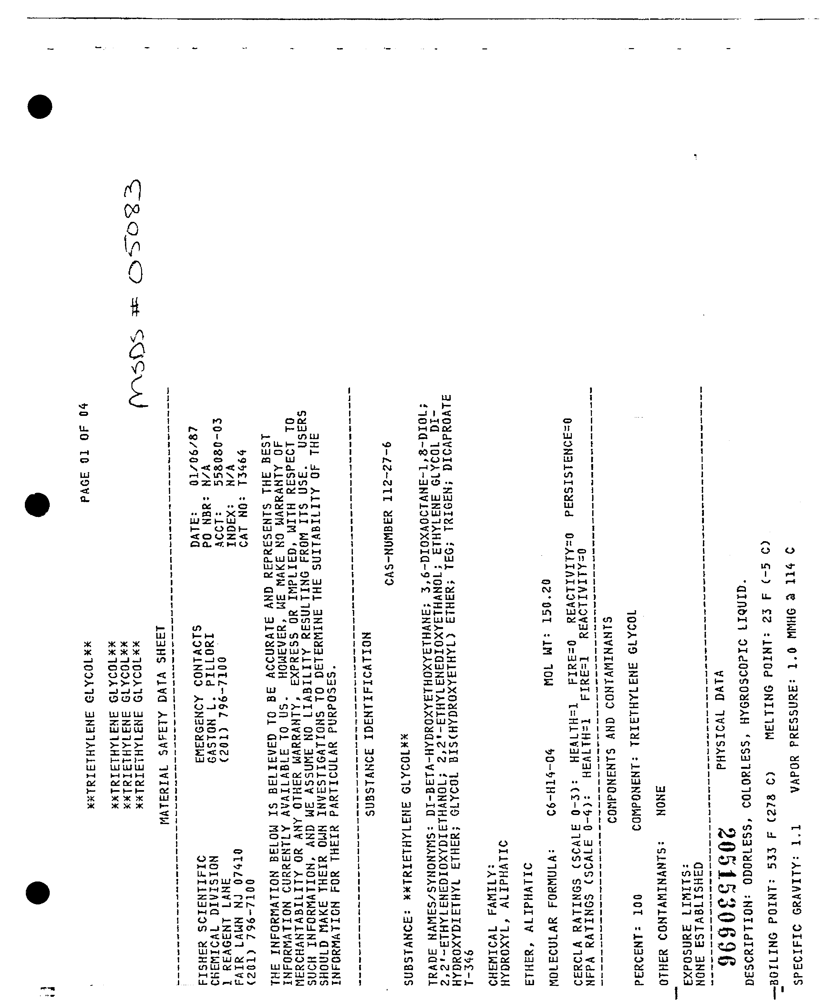 PAGE 01 OF 04
**TRIETHYLENE GLYCOL**
MSDS # 05083
**TRIETHYLENE GLYCOL**
**TRIETHYLENE GLYCOL**
**TRIETHYLENE GLYCOL**
MATERIAL SAFETY DATA SHEET
FISHER SCIENTIFIC EMERGENCY CONTACTS DATE: 01/06/87
CHEMICAL DIVISION GASTON L. PILLORI PO NBR: N/A
1 REAGENT LANE (201) 796-7100 ACCT: 558080-03
FAIR LAWN NJ 07410 INDEX: N/A
(201) 796-7100 CAT NO: T3464
THE INFORMATION BELOW IS BELIEVED TO BE ACCURATE AND REPRESENTS THE BEST
INFORMATION CURRENTLY AVAILABLE TO US. HOWEVER, WE MAKE NO WARRANTY OF
MERCHANTABILITY OR ANY OTHER WARRANTY, EXPRESS OR IMPLIED, WITH RESPECT TO
SUCH INFORMATION, AND WE ASSUME NO LIABILITY RESULTING FROM ITS USE. USERS
SHOULD MAKE THEIR OWN INVESTIGATIONS TO DETERMINE THE SUITABILITY OF THE
INFORMATION FOR THEIR PARTICULAR PURPOSES.
SUBSTANCE IDENTIFICATION
CAS-NUMBER 112-27-6
SUBSTANCE: **TRIETHYLENE GLYCOL**
TRADE NAMES/SYNONYMS: DI-BETA-HYDROXYETHOXYETHANE; 3,6-DIOXAOCTANE-1,8-DIOL;
2,2'-ETHYLENEDIOXYDIETHANOL; 2,2'-ETHYLENEDIOXYETHANOL; ETHYLENE GLYCOL DI-
HYDROXYDIETHYL ETHER; GLYCOL BIS(HYDROXYETHYL) ETHER; TEG; TRIGEN; DICAPROATE
T-346
CHEMICAL FAMILY:
HYDROXYL, ALIPHATIC
ETHER, ALIPHATIC
MOLECULAR FORMULA: C6-H14-O4 MOL WT: 150.20
CERCLA RATINGS (SCALE 0-3): HEALTH=1 FIRE=0 REACTIVITY=0 PERSISTENCE=0
NFPA RATINGS (SCALE 0-4): HEALTH=1 FIRE=1 REACTIVITY=0
COMPONENTS AND CONTAMINANTS
PERCENT: 100 COMPONENT: TRIETHYLENE GLYCOL
OTHER CONTAMINANTS: NONE
EXPOSURE LIMITS:
NONE ESTABLISHED
PHYSICAL DATA
2051530696
DESCRIPTION: ODORLESS, COLORLESS, HYGROSCOPIC LIQUID.
BOILING POINT: 533 F (278 C) MELTING POINT: 23 F (-5 C)
SPECIFIC GRAVITY: 1.1 VAPOR PRESSURE: 1.0 MMHG @ 114 C